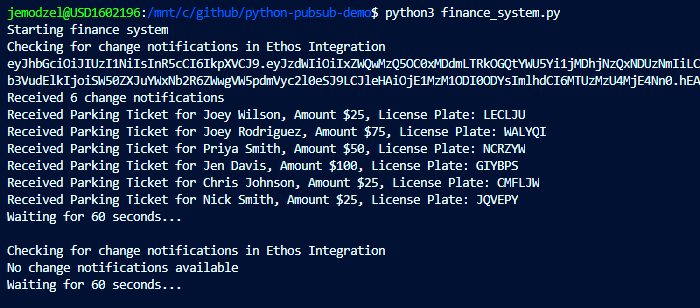 jemodzel@USD1602196:/mnt/c/github/python-pubsub-demo$ python3 finance_system.py
Starting finance system
Checking for change notifications in Ethos Integration
eyJhbGciOiJIUzI1NiIsInR5cCI6IkpXVCJ9.eyJzdWIiOiIxZWQwMzQ5OC0xMDdmLTRkOGQtYWU5Yi1jMDhjNzQxNDUzNmIiLC
b3VudElkIjoiSW50ZXJuYWxNb2R6ZWwgVW5pdmVyc2l0eSJ9LCJleHAiOjE1MzM1ODI0ODYsImlhdCI6MTUzMzU4MjE4Nn0.hEA
Received 6 change notifications
Received Parking Ticket for Joey Wilson, Amount $25, License Plate: LECLJU
Received Parking Ticket for Joey Rodriguez, Amount $75, License Plate: WALYQI
Received Parking Ticket for Priya Smith, Amount $50, License Plate: NCRZYW
Received Parking Ticket for Jen Davis, Amount $100, License Plate: GIYBPS
Received Parking Ticket for Chris Johnson, Amount $25, License Plate: CMFLJW
Received Parking Ticket for Nick Smith, Amount $25, License Plate: JQVEPY
Waiting for 60 seconds...
Checking for change notifications in Ethos Integration
No change notifications available
Waiting for 60 seconds...